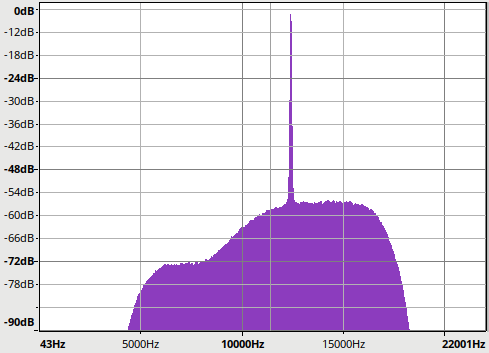 0dB
-12dB
-18dB
-24dB
-30dB
-36dB
-42dB
-48dB
-54dB
-60dB
-66dB
-72dB
-78dB
-90dB
43Hz 5000Hz 10000Hz 15000Hz 22001Hz